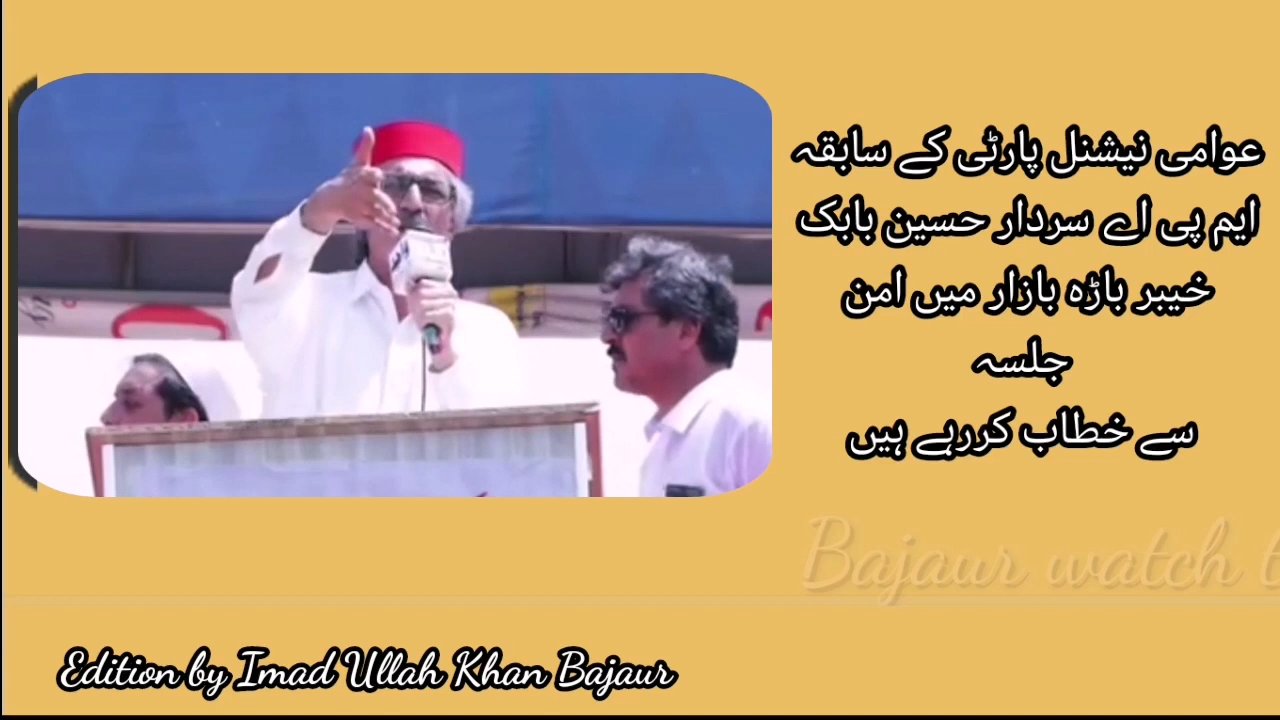 عوامی نیشنل پارٹی کے سابقہ
ایم پی اے سردار حسین بابک
خیبر باڑہ بازار میں امن
جلسہ
سے خطاب کررہے ہیں
Bajaur watch t
Edition by Imad Ullah Khan Bajaur